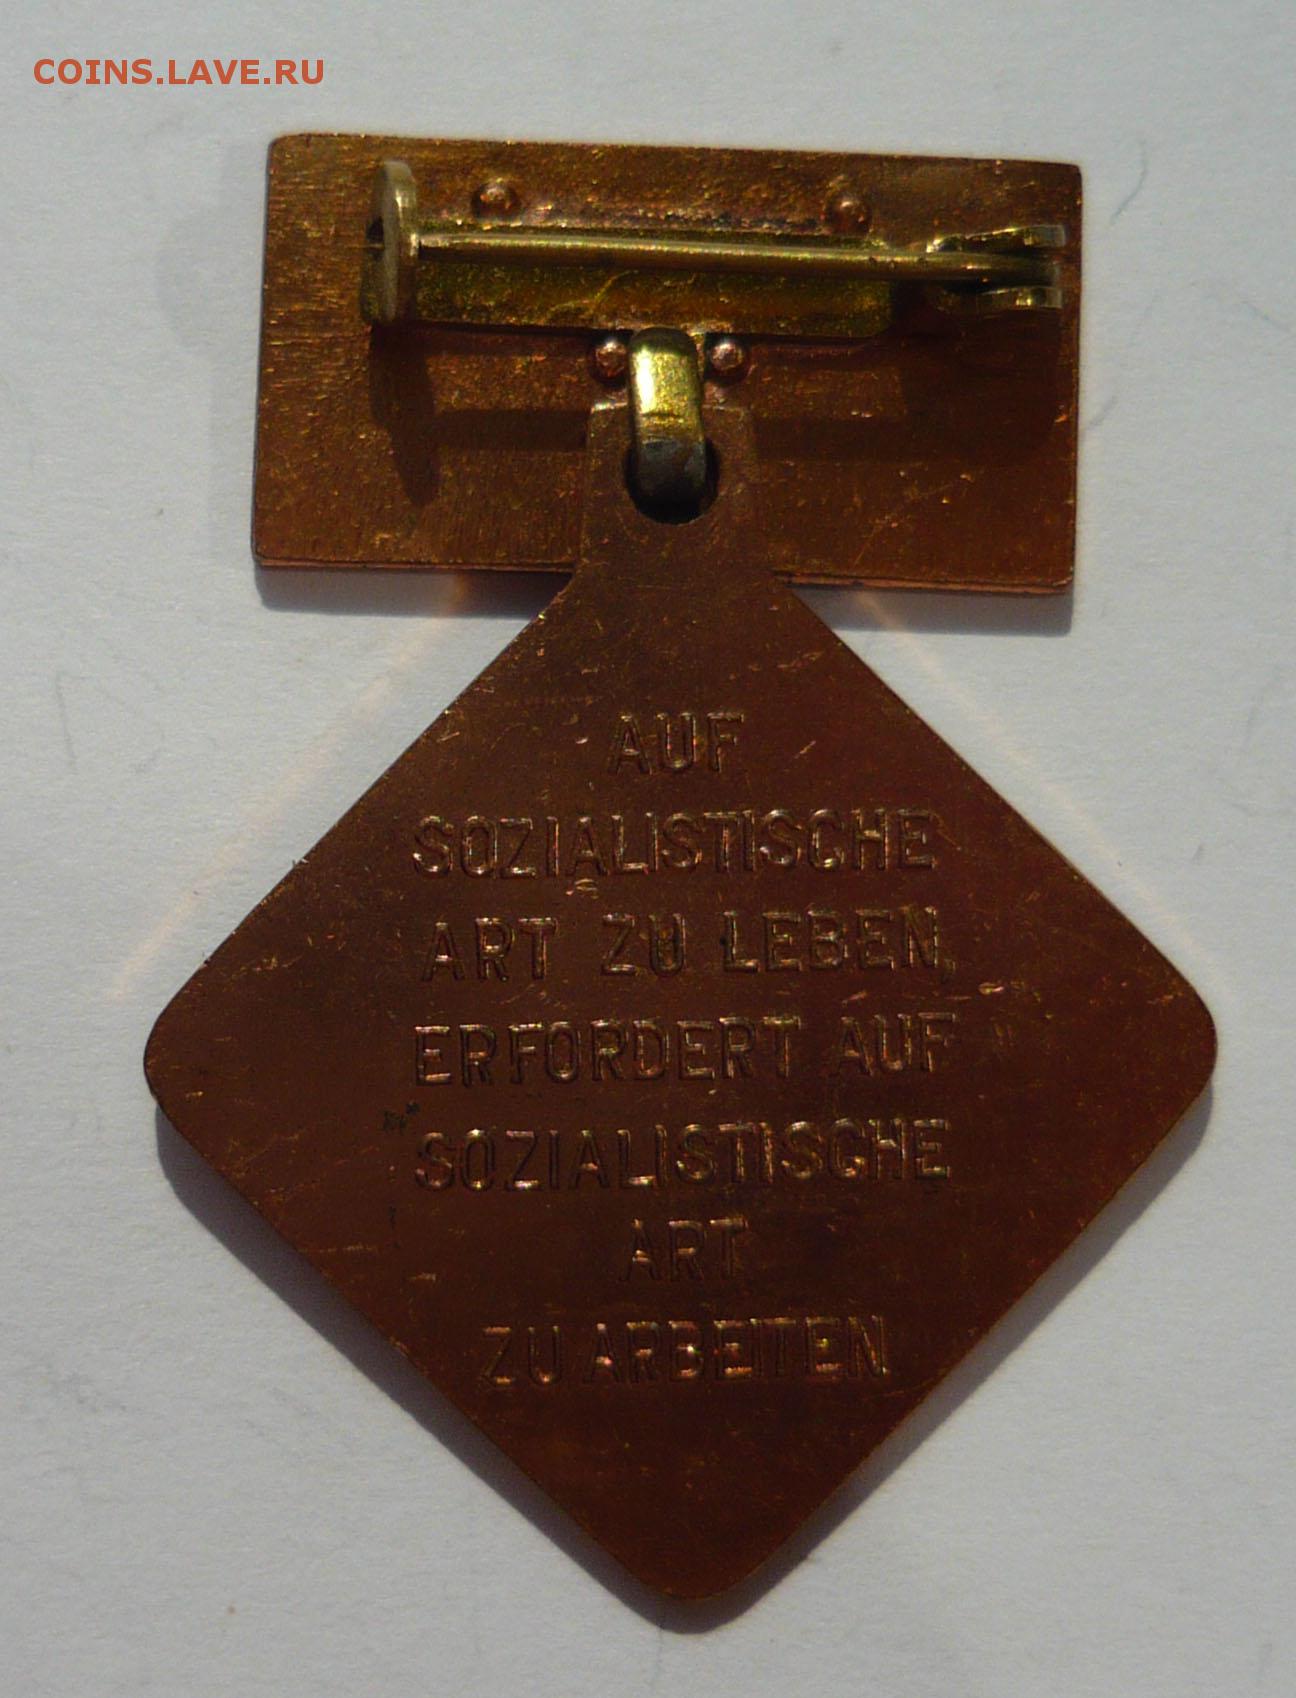 COINS.LAVE.RU
AUF
SOZIALISTISCHE
ART ZU LEBEN,
ERFORDERT AUF
SOZIALISTISCHE
ART
ZU ARBEITEN